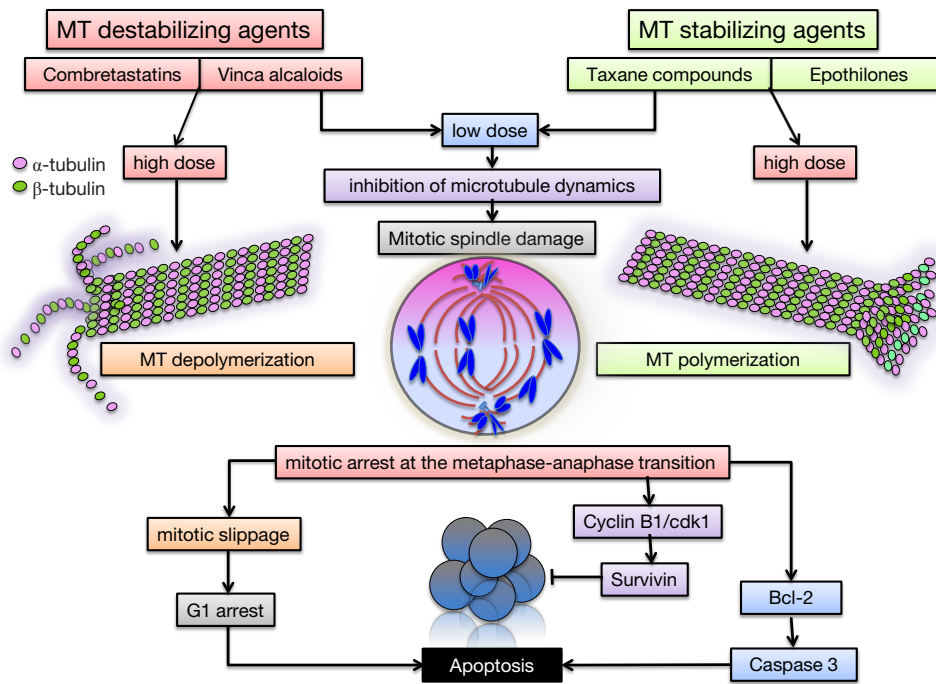 MT destabilizing agents
MT stabilizing agents
Combretastatins
Vinca alcaloids
Taxane compounds
Epothilones
low dose
high dose
high dose
α-tubulin
β-tubulin
inhibition of microtubule dynamics
Mitotic spindle damage
MT depolymerization
MT polymerization
mitotic arrest at the metaphase-anaphase transition
mitotic slippage
Cyclin B1/cdk1
Survivin
G1 arrest
Bcl-2
Apoptosis
Caspase 3